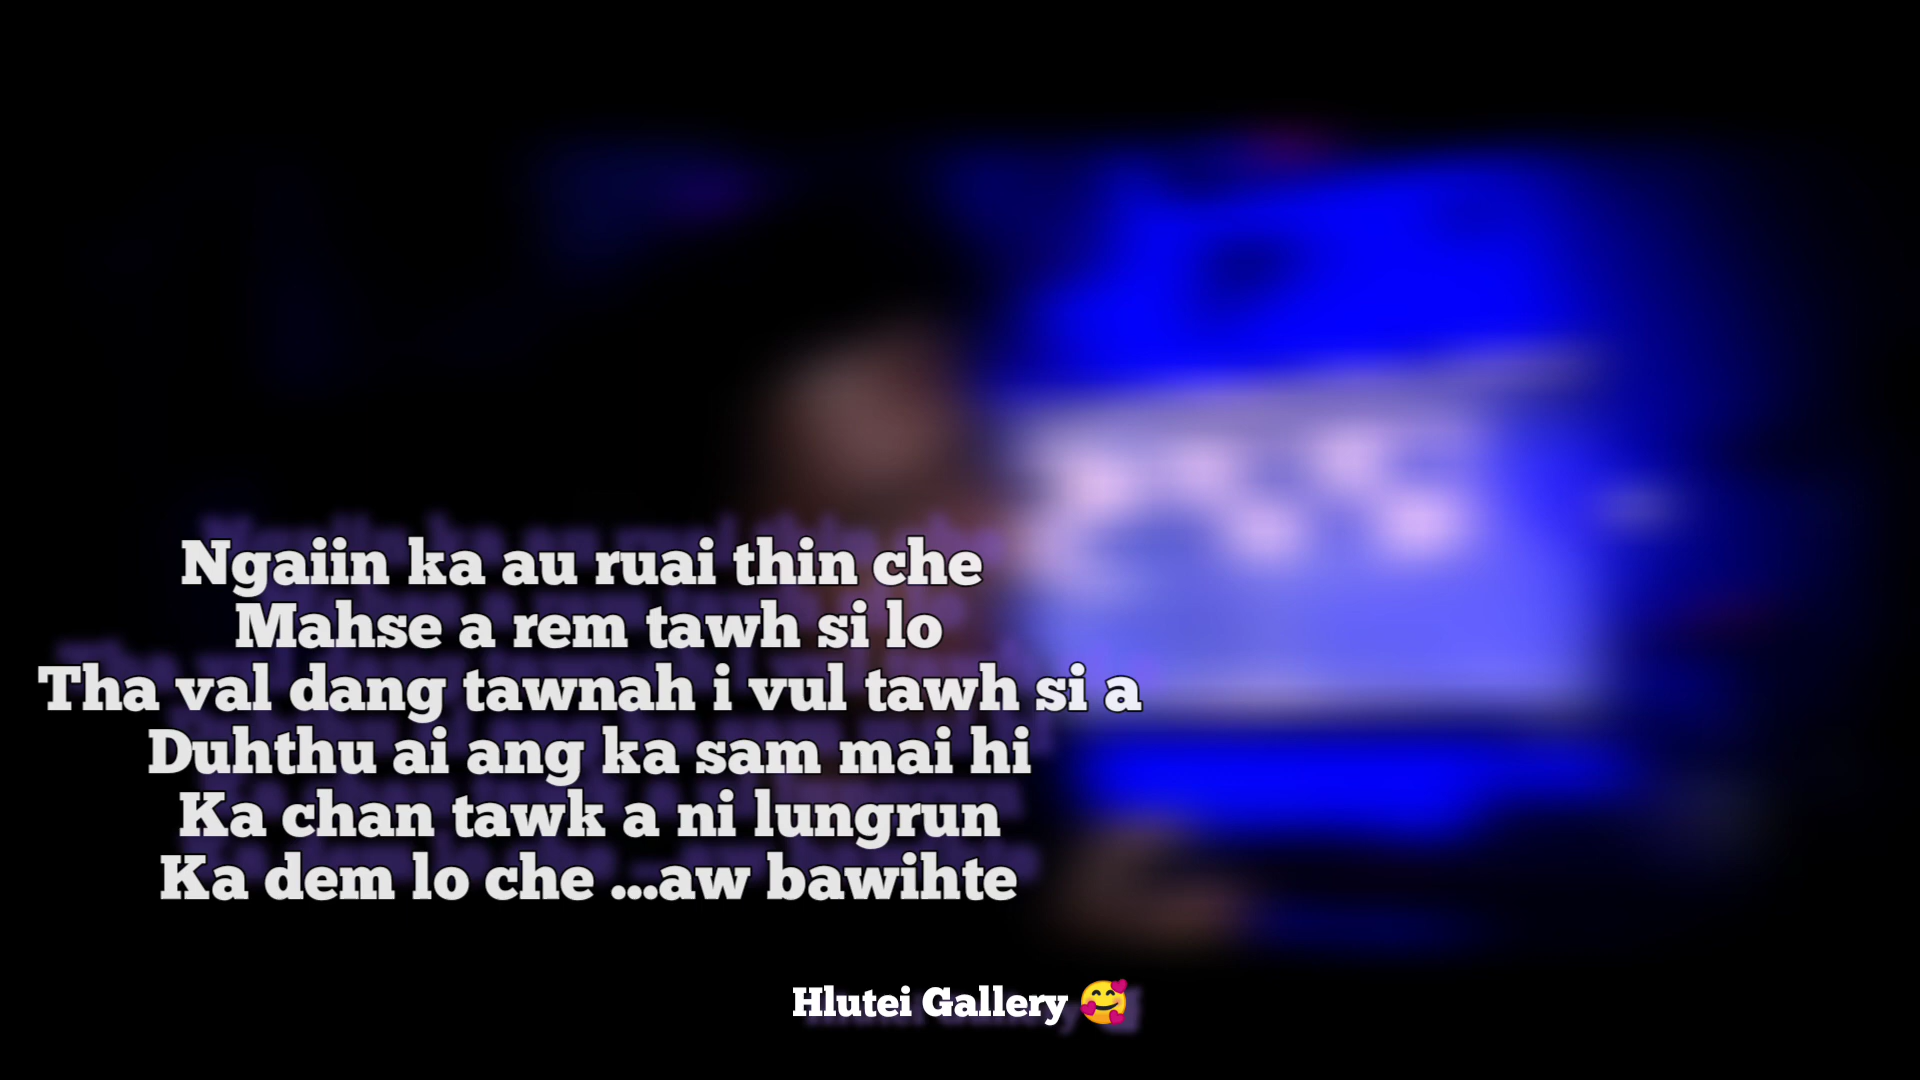 Ngaiin ka au ruai thin che
Mahse a rem tawh si lo
Tha val dang tawnah i vul tawh si a
Duhthu ai ang ka sam mai hi
Ka chan tawk a ni lungrun
Ka dem lo che ...aw bawihte
Hlutei Gallery 🥰